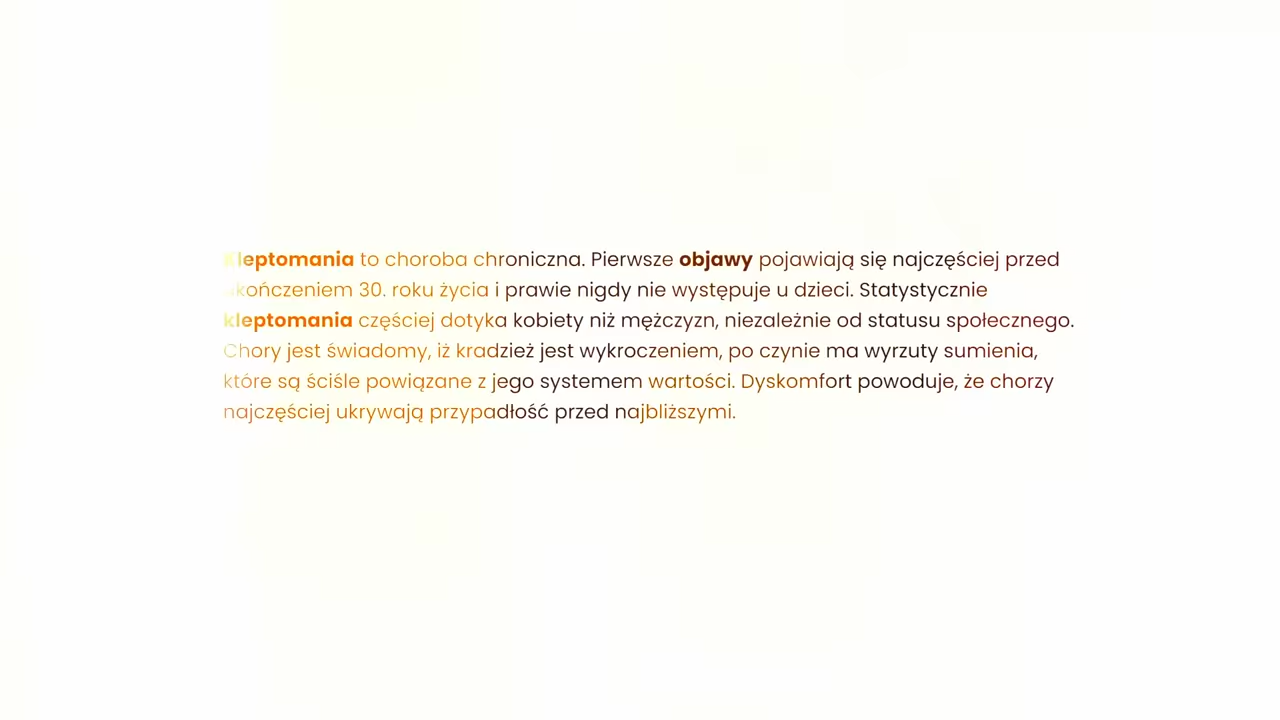 Kleptomania to choroba chroniczna. Pierwsze objawy pojawiają się najczęściej przed
ukończeniem 30. roku życia i prawie nigdy nie występuje u dzieci. Statystycznie
kleptomania częściej dotyka kobiety niż mężczyzn, niezależnie od statusu społecznego.
Chory jest świadomy, iż kradzież jest wykroczeniem, po czynie ma wyrzuty sumienia,
które są ściśle powiązane z jego systemem wartości. Dyskomfort powoduje, że chorzy
najczęściej ukrywają przypadłość przed najbliższymi.